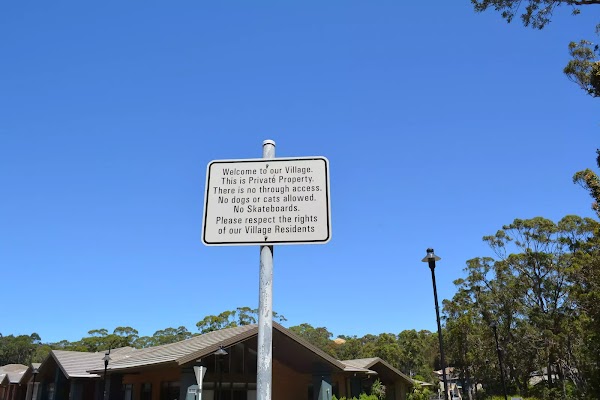 Welcome to our Village.
This is Private Property.
There is no through access.
No dogs or cats allowed.
No Skateboards.
Please respect the rights
of our Village Residents